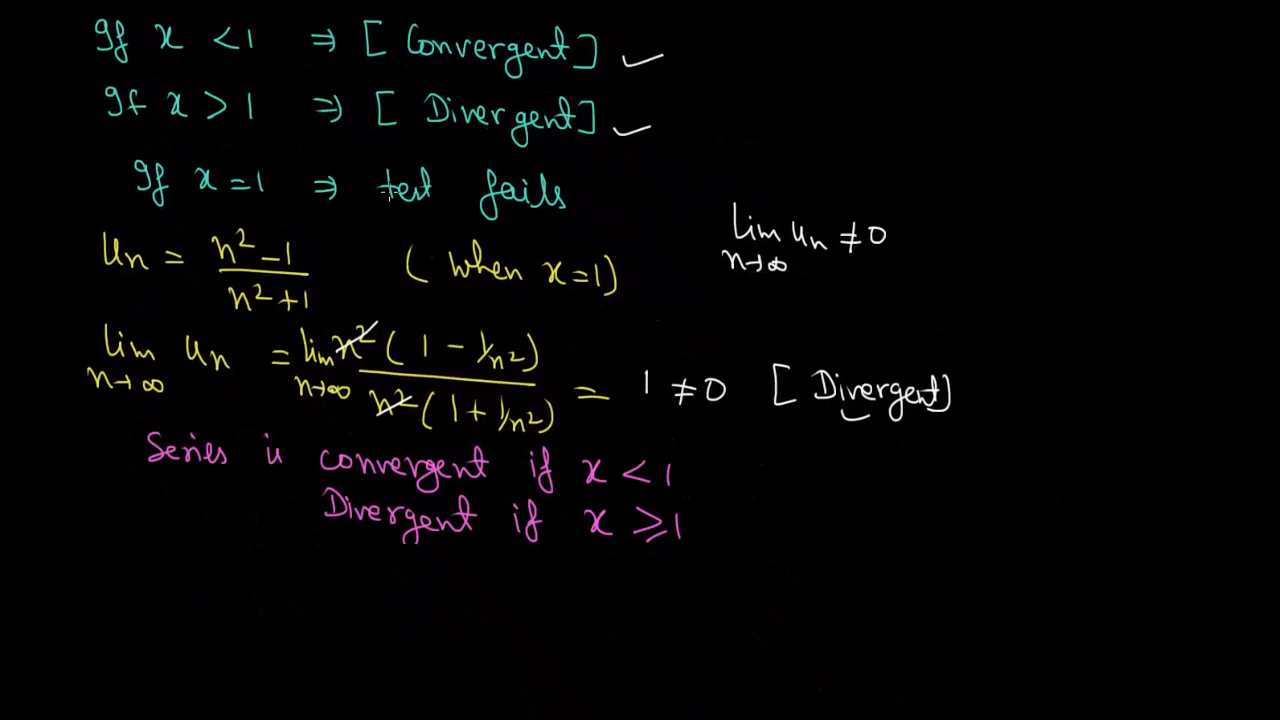 If x < 1 ⇒ [ Convergent ]
If x > 1 ⇒ [ Divergent ]
If x = 1 ⇒ test fails
lim n→∞ un ≠ 0
un = n² - 1 / n² + 1 ( When x = 1 )
lim n→∞ un = lim n→∞ n² ( 1 - 1/n² ) / n² ( 1 + 1/n² ) = 1 ≠ 0 [ Divergent ]
Series is convergent if x < 1
Divergent if x ≥ 1